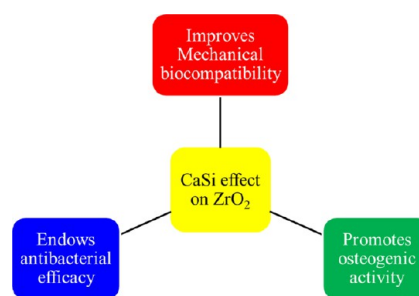 Improves
Mechanical
biocompatibility
CaSi effect
on ZrO₂
Endows
antibacterial
efficacy
Promotes
osteogenic
activity